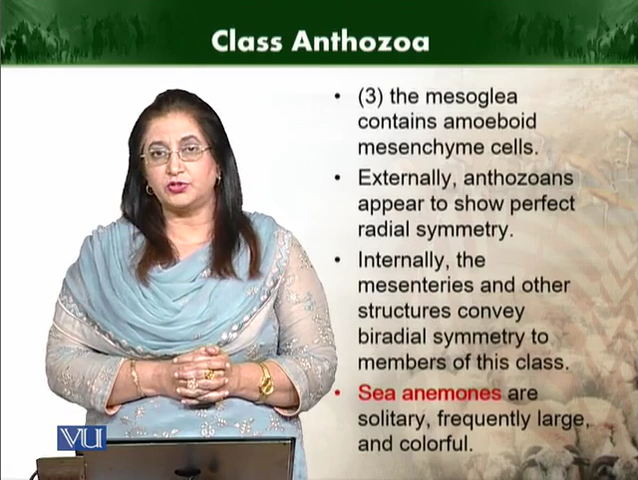 Class Anthozoa
• (3) the mesoglea
contains amoeboid
mesenchyme cells.
• Externally, anthozoans
appear to show perfect
radial symmetry.
• Internally, the
mesenteries and other
structures convey
biradial symmetry to
members of this class.
• Sea anemones are
solitary, frequently large,
and colorful.
VU